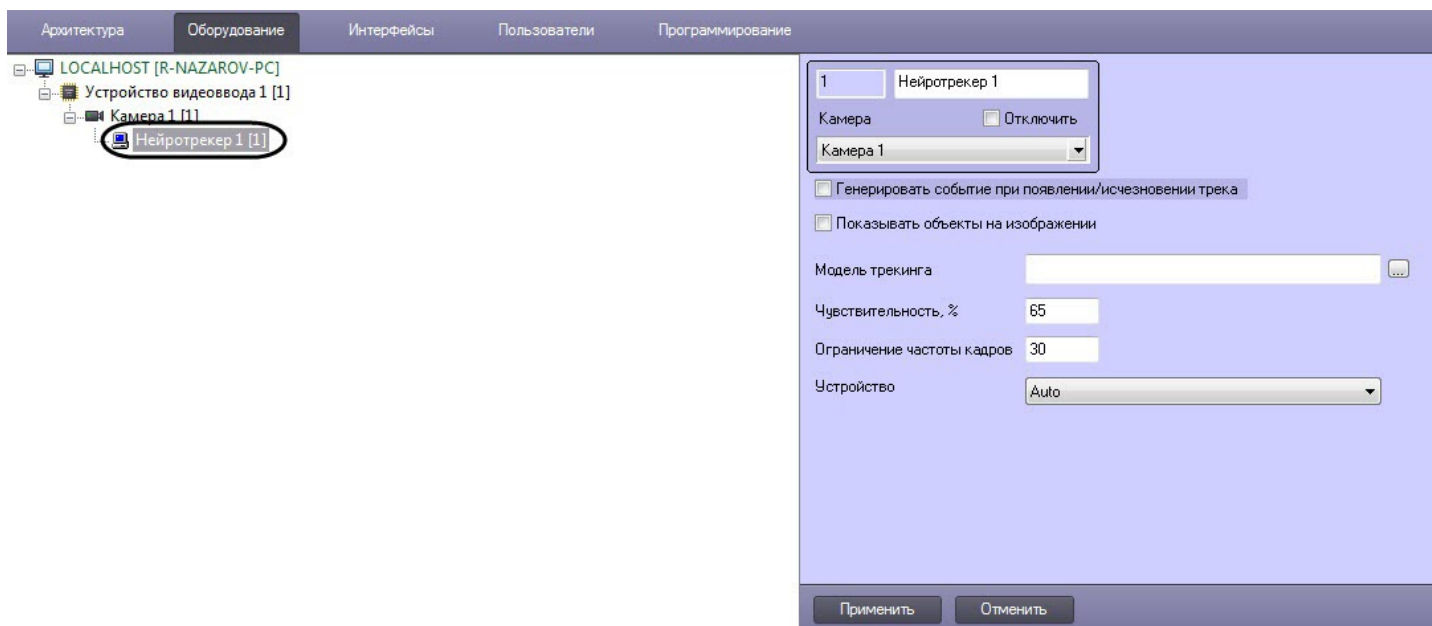 Архитектура Оборудование Интерфейсы Пользователи Программирование
LOCALHOST [R-NAZAROV-PC]
Устройство видеоввода 1 [1]
Камера 1 [1]
Нейротрекер 1 [1]
1 Нейротрекер 1
Камера Отключить
Камера 1
Генерировать событие при появлении/исчезновении трека
Показывать объекты на изображении
Модель трекинга ...
Чувствительность, % 65
Ограничение частоты кадров 30
Устройство Auto
Применить Отменить